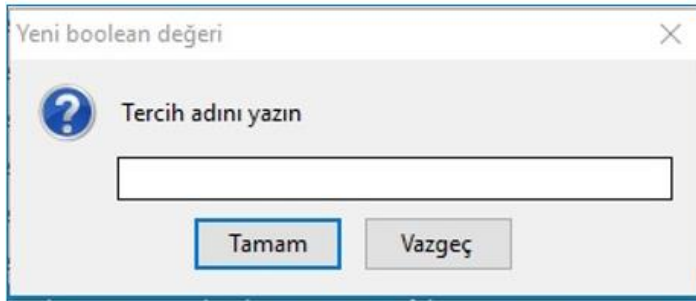 Yeni boolean değeri
Tercih adını yazın
Tamam
Vazgeç